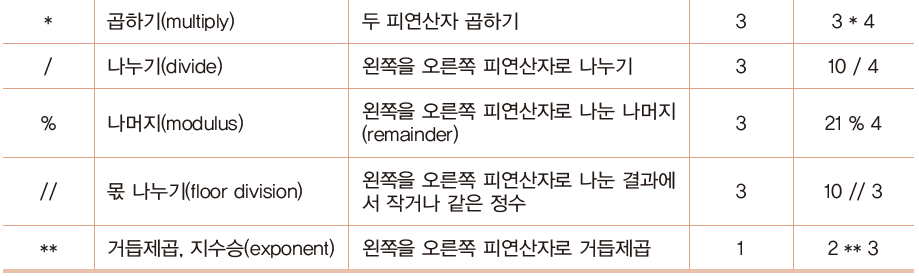 * 곱하기(multiply) 두 피연산자 곱하기 3 3 * 4
/ 나누기(divide) 왼쪽을 오른쪽 피연산자로 나누기 3 10 / 4
% 나머지(modulus) 왼쪽을 오른쪽 피연산자로 나눈 나머지
(remainder) 3 21 % 4
// 몫 나누기(floor division) 왼쪽을 오른쪽 피연산자로 나눈 결과에
서 작거나 같은 정수 3 10 // 3
** 거듭제곱, 지수승(exponent) 왼쪽을 오른쪽 피연산자로 거듭제곱 1 2 ** 3